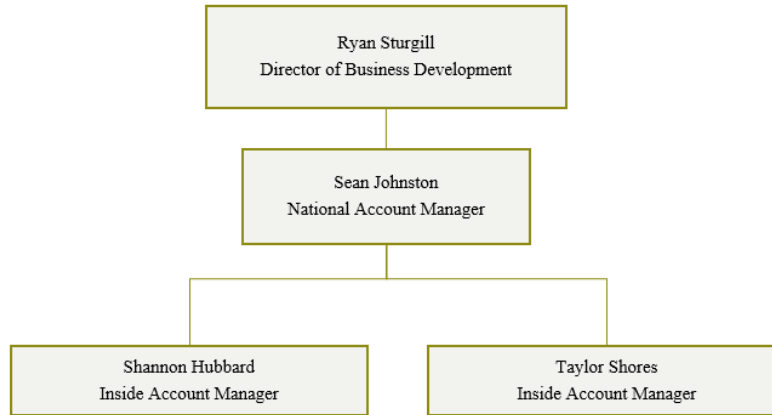 Ryan Sturgill
Director of Business Development
Sean Johnston
National Account Manager
Shannon Hubbard
Inside Account Manager
Taylor Shores
Inside Account Manager